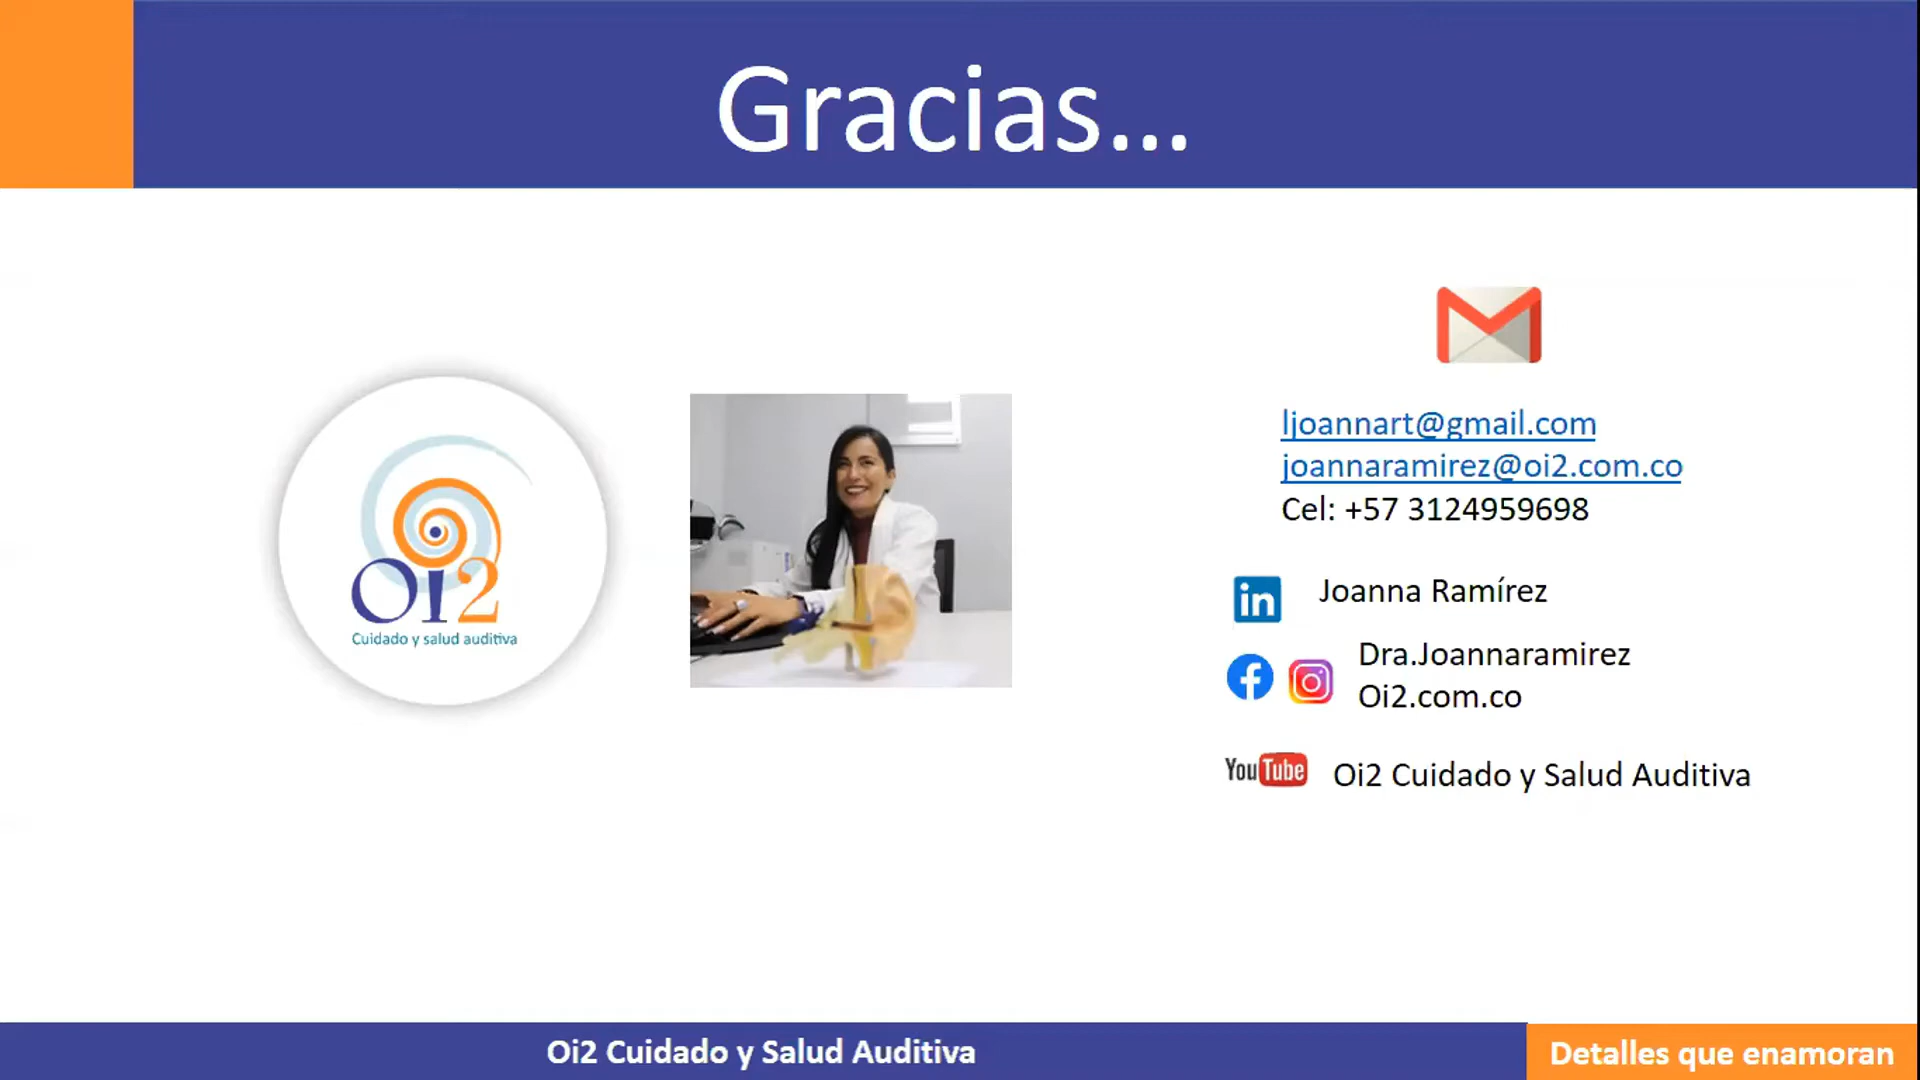 Gracias...
Oi2
Cuidado y salud auditiva
ljoannart@gmail.com
joannaramirez@oi2.com.co
Cel: +57 3124959698
in
Joanna Ramírez
f
Dra.Joannaramirez
Oi2.com.co
YouTube
Oi2 Cuidado y Salud Auditiva
Oi2 Cuidado y Salud Auditiva
Detalles que enamoran